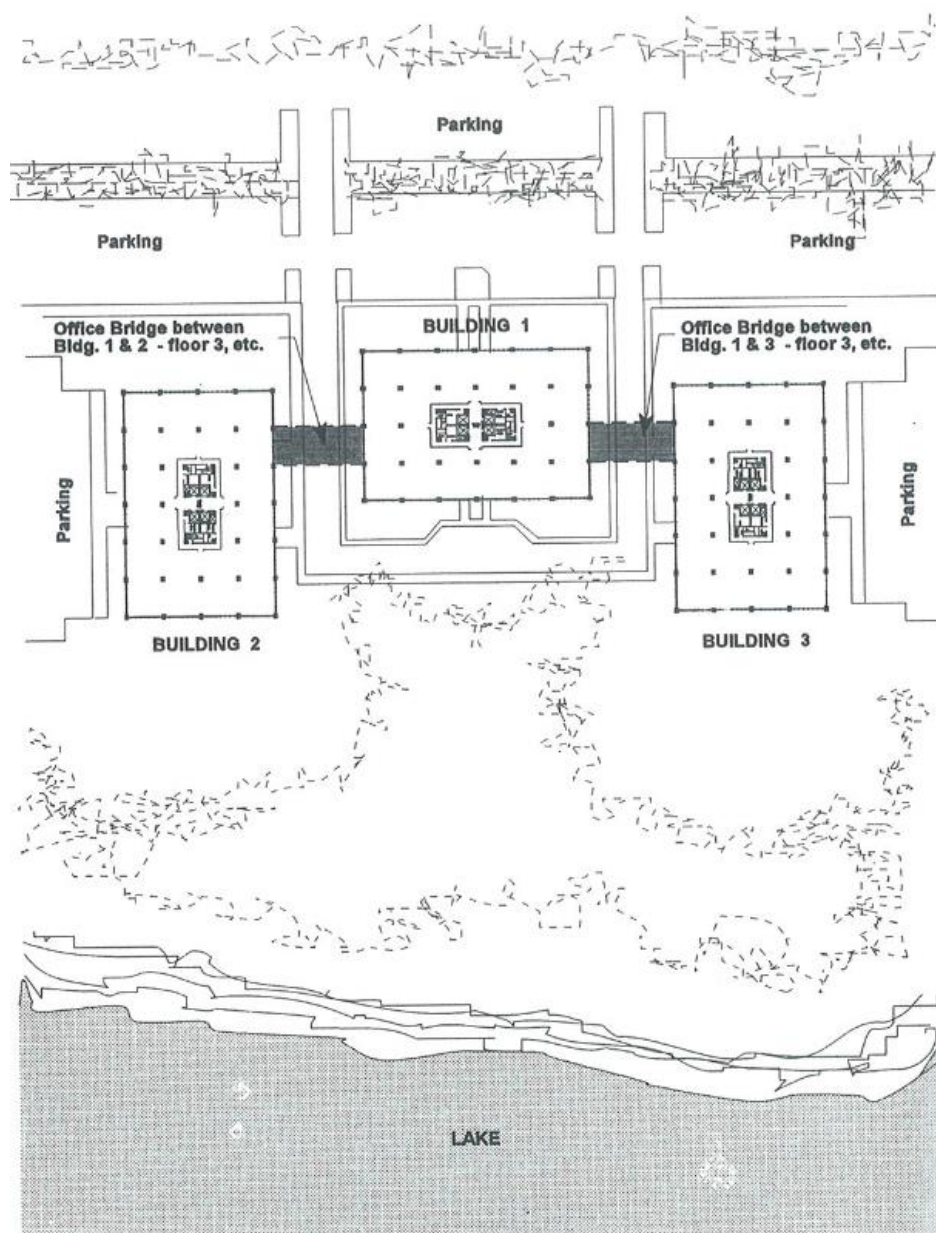 Parking
Parking
Parking
BUILDING 1
Office Bridge between
Bldg. 1 & 2 - floor 3, etc.
Office Bridge between
Bldg. 1 & 3 - floor 3, etc.
Parking
Parking
BUILDING 2
BUILDING 3
LAKE